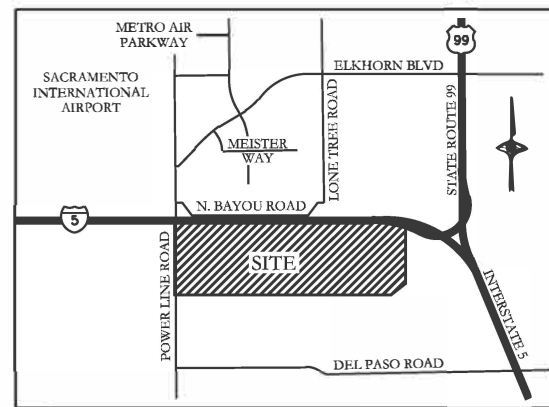 METRO AIR
PARKWAY
99
ELKHORN BLVD
SACRAMENTO
INTERNATIONAL
AIRPORT
LONE TREE ROAD
STATE ROUTE 99
MEISTER
WAY
N. BAYOU ROAD
5
POWER LINE ROAD
SITE
INTERSTATE 5
DEL PASO ROAD